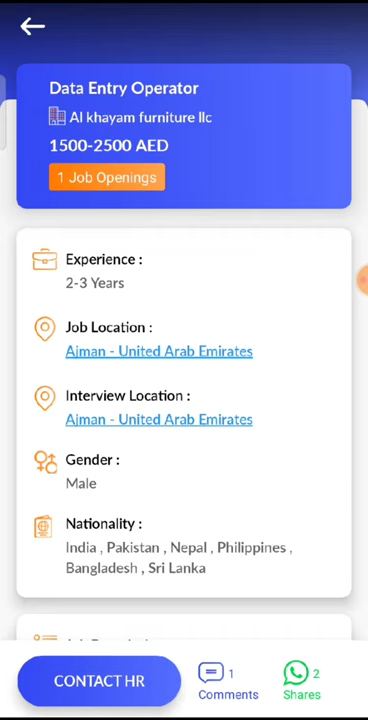 Data Entry Operator
Al khayam furniture llc
1500-2500 AED
1 Job Openings
Experience :
2-3 Years
Job Location :
Ajman - United Arab Emirates
Interview Location :
Ajman - United Arab Emirates
Gender :
Male
Nationality :
India , Pakistan , Nepal , Philippines ,
Bangladesh , Sri Lanka
CONTACT HR
1
Comments
2
Shares